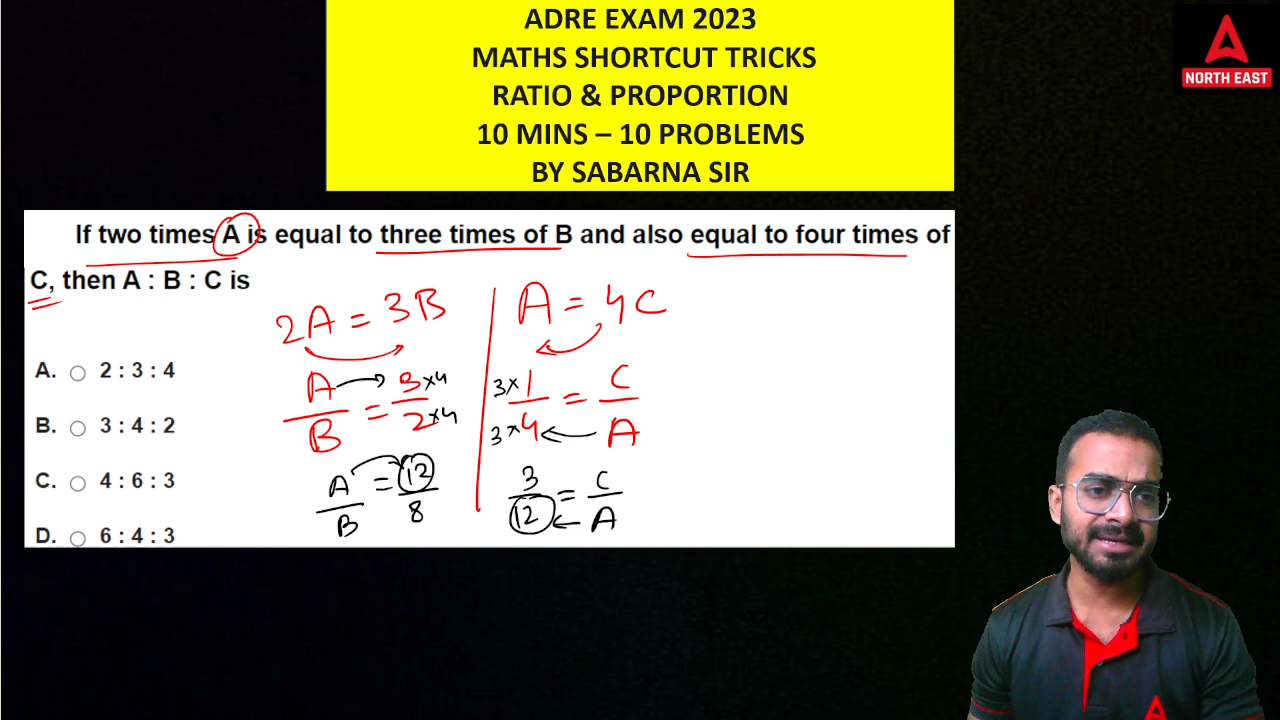 ADRE EXAM 2023
MATHS SHORTCUT TRICKS
RATIO & PROPORTION
10 MINS – 10 PROBLEMS
BY SABARNA SIR
NORTH EAST
If two times A is equal to three times of B and also equal to four times of
C, then A : B : C is
2A = 3B
A = 4C
A. 2 : 3 : 4
A/B = 3×4/2×4
3×1/3×4 = C/A
B. 3 : 4 : 2
C. 4 : 6 : 3
A/B = 12/8
3/12 = C/A
D. 6 : 4 : 3